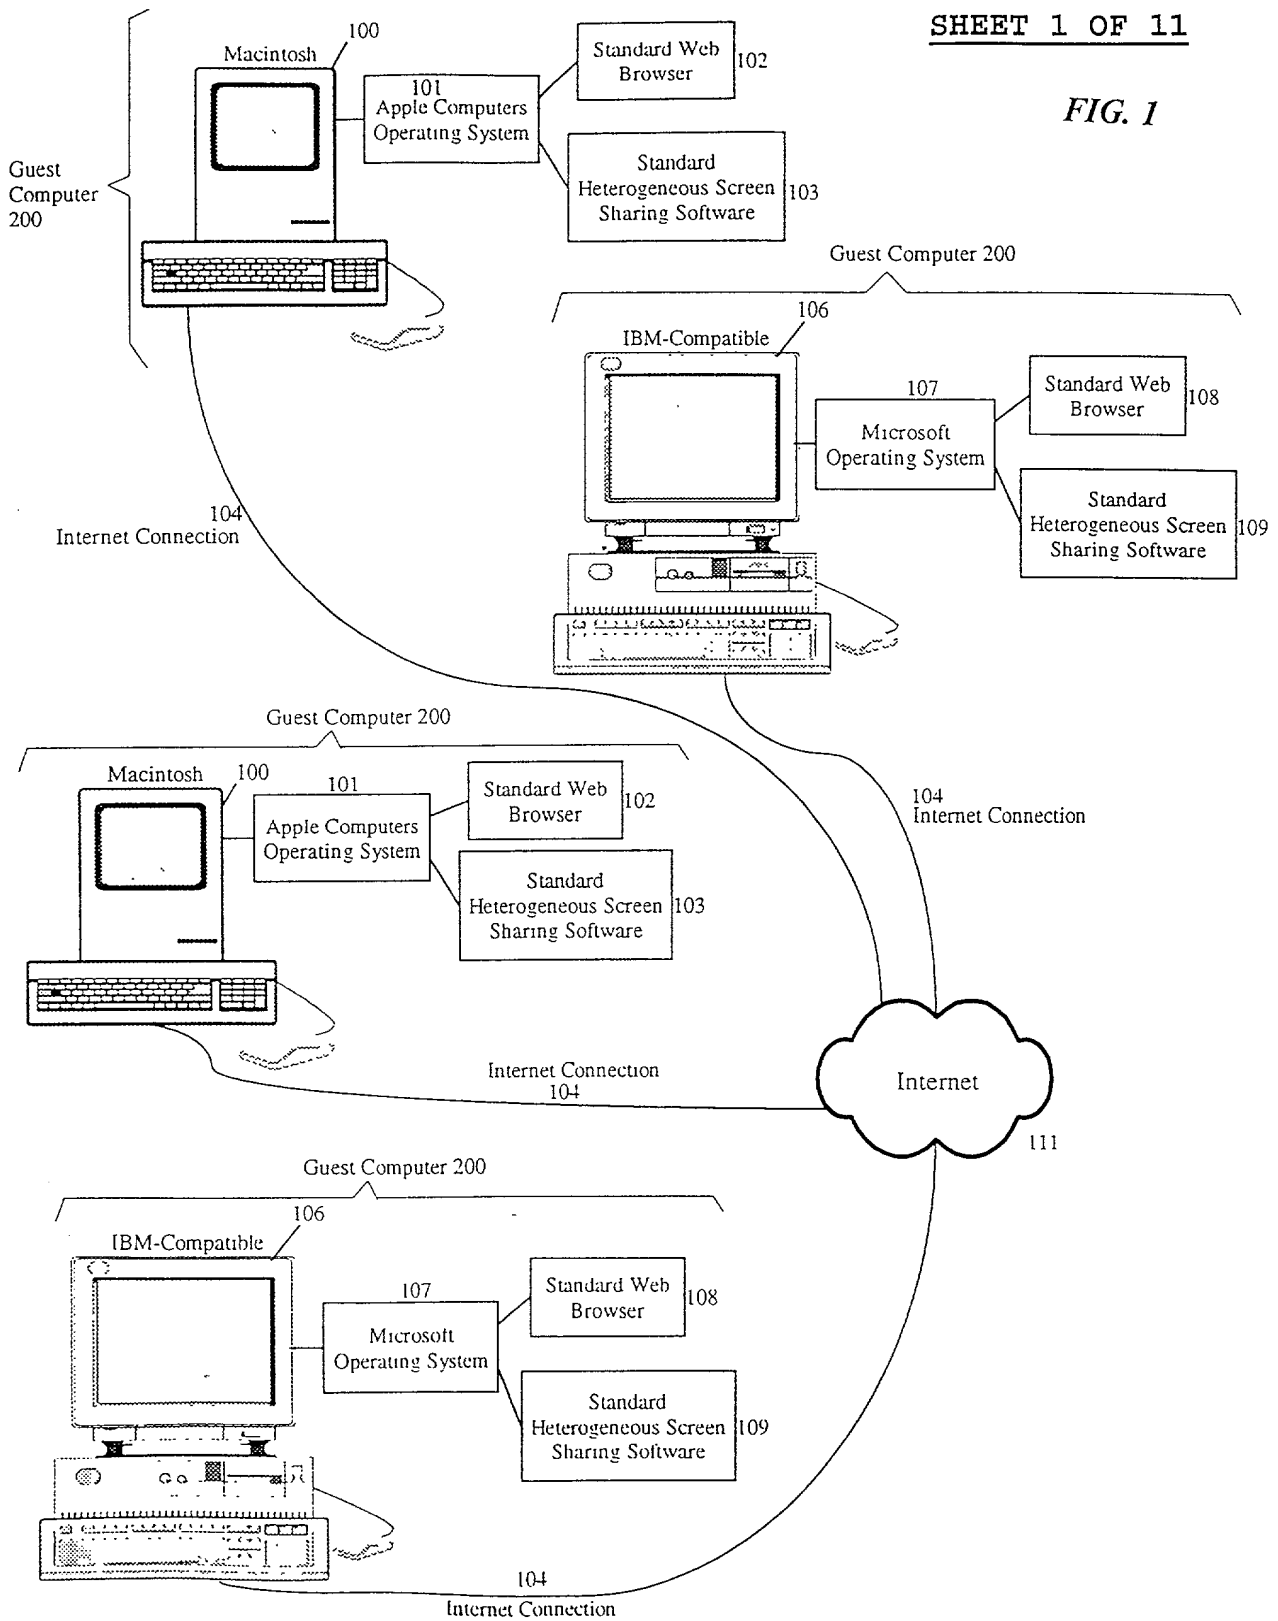 SHEET 1 OF 11
FIG. 1
100
Macintosh
101
Apple Computers
Operating System
Standard Web
Browser
102
Standard
Heterogeneous Screen
Sharing Software
103
Guest
Computer
200
Guest Computer 200
106
IBM-Compatible
107
Microsoft
Operating System
Standard Web
Browser
108
Standard
Heterogeneous Screen
Sharing Software
109
104
Internet Connection
104
Internet Connection
Guest Computer 200
Macintosh
100
101
Apple Computers
Operating System
Standard Web
Browser
102
Standard
Heterogeneous Screen
Sharing Software
103
Internet Connection
104
Internet
111
Guest Computer 200
106
IBM-Compatible
107
Microsoft
Operating System
Standard Web
Browser
108
Standard
Heterogeneous Screen
Sharing Software
109
104
Internet Connection